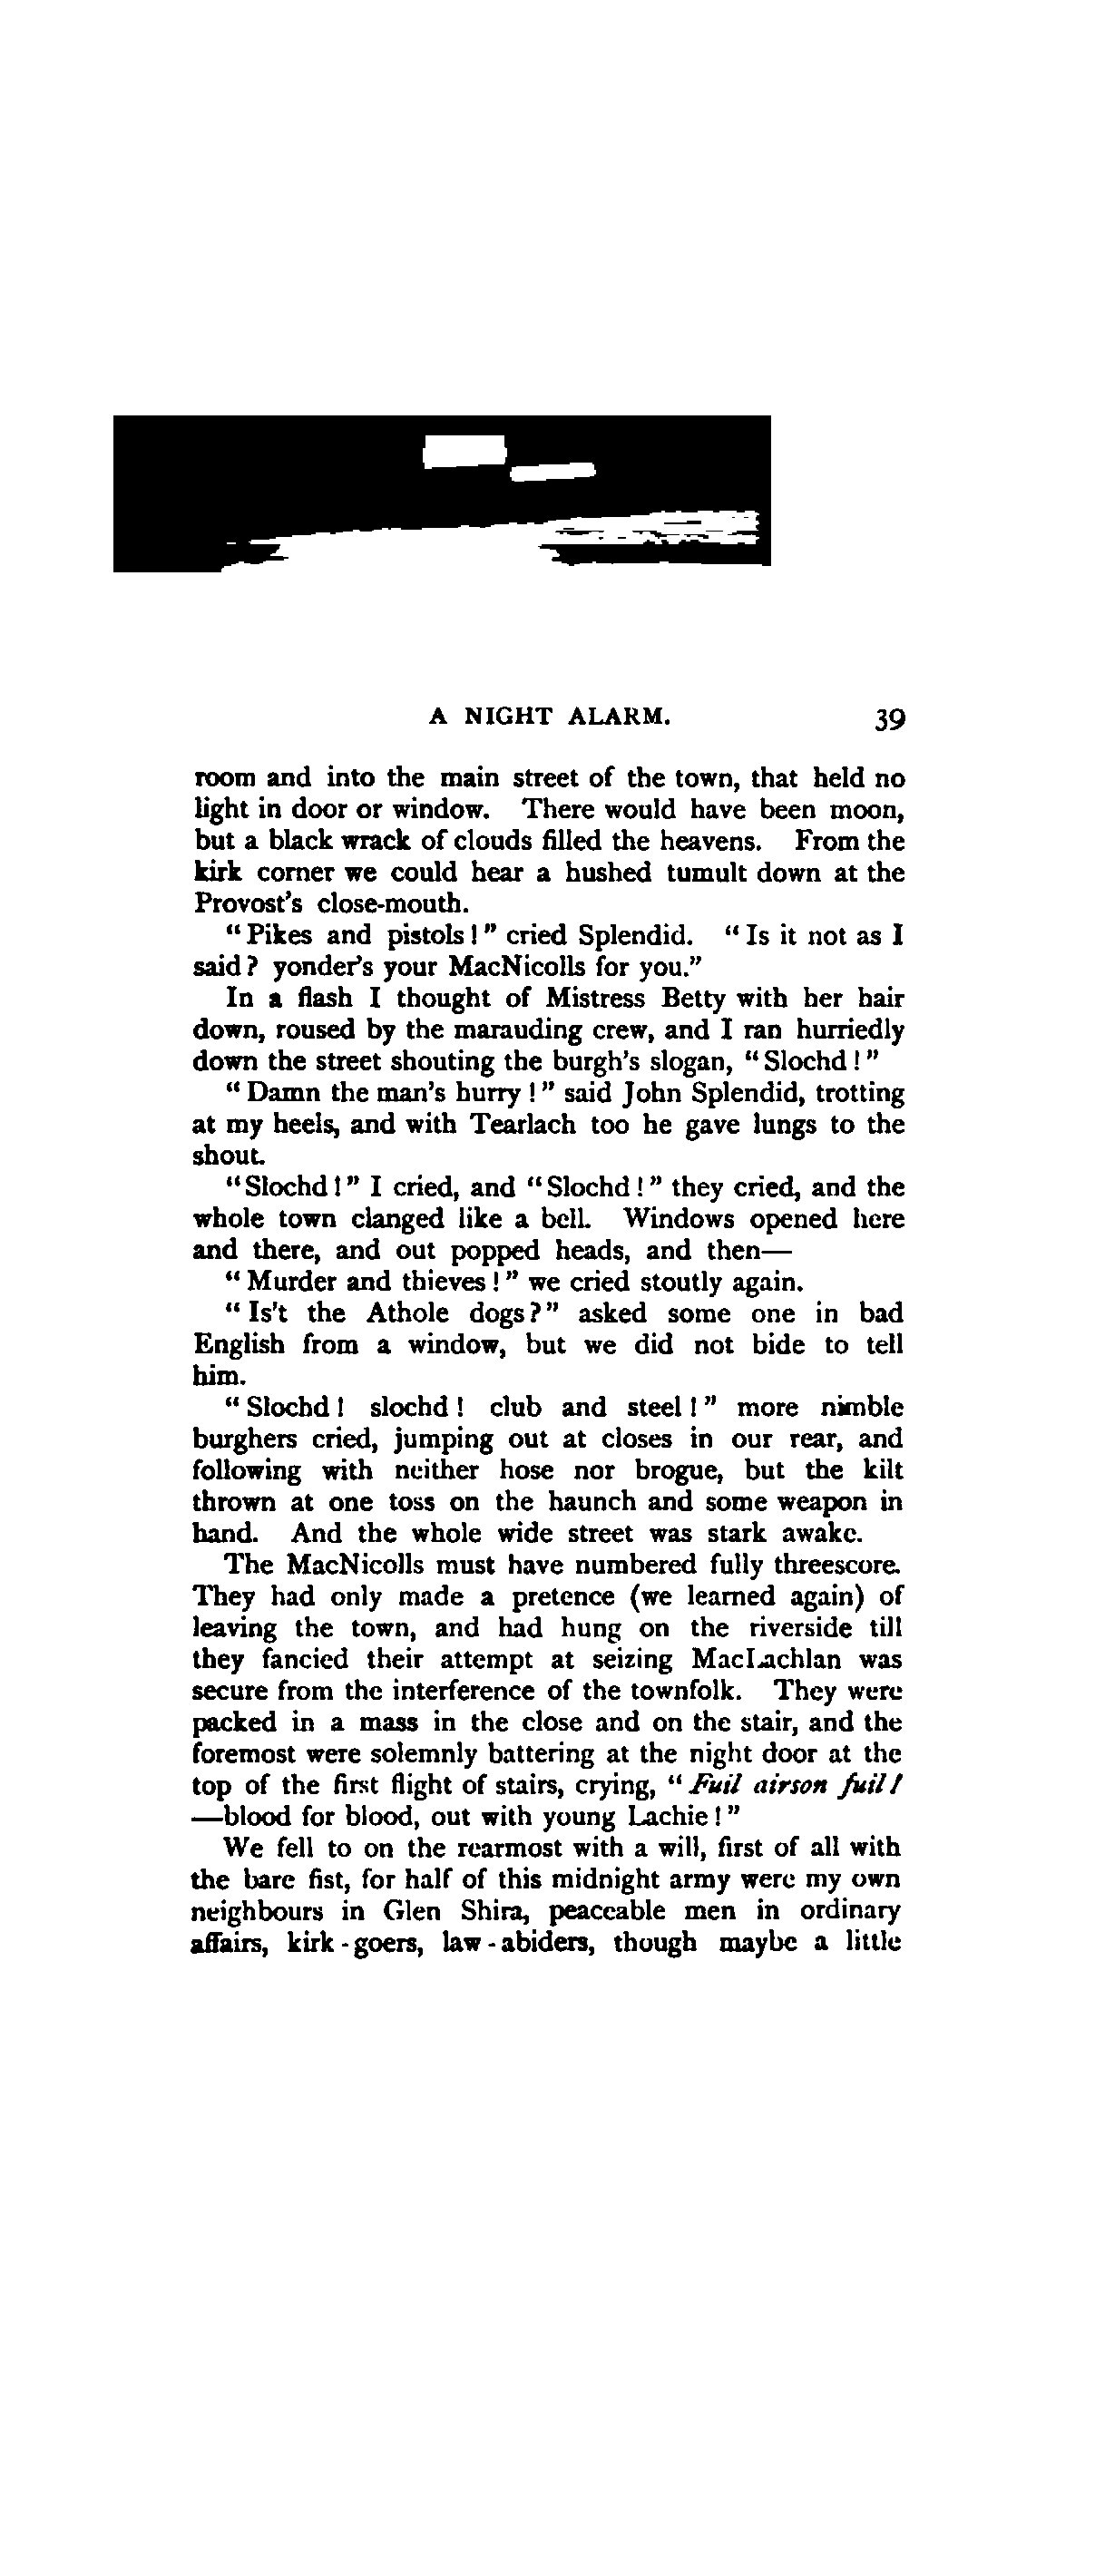 A NIGHT ALARM. 39
room and into the main street of the town, that held no
light in door or window. There would have been moon,
but a black wrack of clouds filled the heavens. From the
kirk corner we could hear a hushed tumult down at the
Provost's close-mouth.
"Pikes and pistols!" cried Splendid. "Is it not as I
said? yonder's your MacNicolls for you."
In a flash I thought of Mistress Betty with her hair
down, roused by the marauding crew, and I ran hurriedly
down the street shouting the burgh's slogan, "Slochd!"
"Damn the man's hurry!" said John Splendid, trotting
at my heels, and with Tearlach too he gave lungs to the
shout.
"Slochd!" I cried, and "Slochd!" they cried, and the
whole town clanged like a bell. Windows opened here
and there, and out popped heads, and then—
"Murder and thieves!" we cried stoutly again.
"Is't the Athole dogs?" asked some one in bad
English from a window, but we did not bide to tell
him.
"Slochd! slochd! club and steel!" more nimble
burghers cried, jumping out at closes in our rear, and
following with neither hose nor brogue, but the kilt
thrown at one toss on the haunch and some weapon in
hand. And the whole wide street was stark awake.
The MacNicolls must have numbered fully threescore.
They had only made a pretence (we learned again) of
leaving the town, and had hung on the riverside till
they fancied their attempt at seizing MacLachlan was
secure from the interference of the townfolk. They were
packed in a mass in the close and on the stair, and the
foremost were solemnly battering at the night door at the
top of the first flight of stairs, crying, "Fuil airson fuil!
—blood for blood, out with young Lachie!"
We fell to on the rearmost with a will, first of all with
the bare fist, for half of this midnight army were my own
neighbours in Glen Shira, peaceable men in ordinary
affairs, kirk-goers, law-abiders, though maybe a little